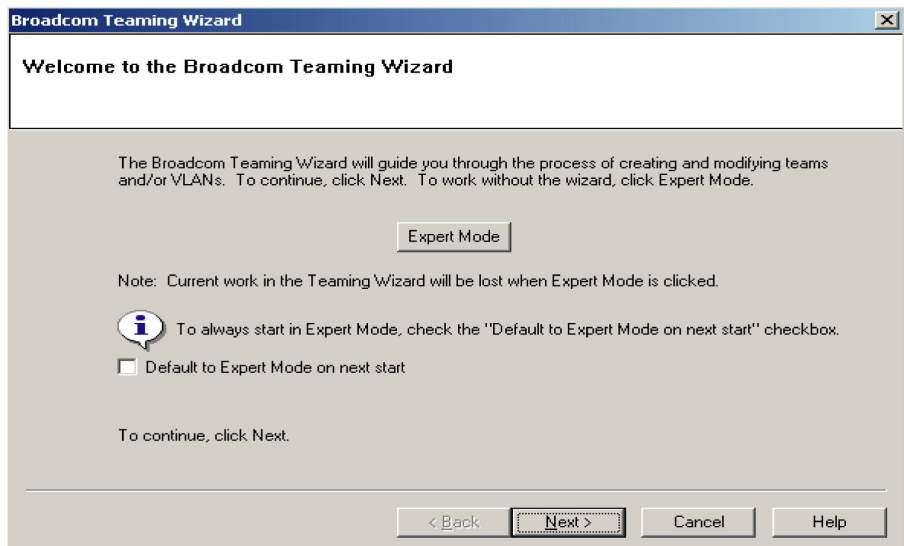 Broadcom Teaming Wizard
Welcome to the Broadcom Teaming Wizard
The Broadcom Teaming Wizard will guide you through the process of creating and modifying teams
and/or VLANs. To continue, click Next. To work without the wizard, click Expert Mode.
Expert Mode
Note: Current work in the Teaming Wizard will be lost when Expert Mode is clicked.
To always start in Expert Mode, check the "Default to Expert Mode on next start" checkbox.
Default to Expert Mode on next start
To continue, click Next.
< Back Next > Cancel Help